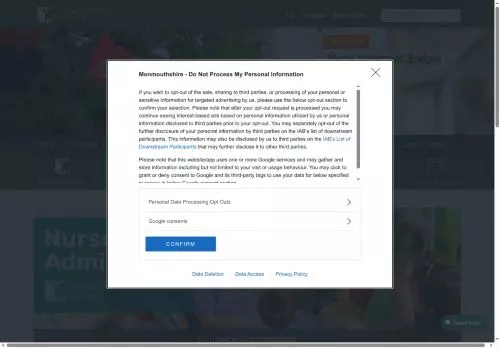 Monmouthshire - Do Not Process My Personal Information
If you wish to opt-out of the sale, sharing to third parties, or processing of your personal or
sensitive information for targeted advertising by us, please use the below opt-out section to
confirm your selection. Please note that after your opt-out request is processed you may
continue seeing interest-based ads based on personal information utilized by us or personal
information disclosed to third parties prior to your opt-out. You may separately opt-out of the
further disclosure of your personal information by third parties on the IAB's list of downstream
participants. This information may also be disclosed by us to third parties on the IAB's List of
Downstream Participants that may further disclose it to other third parties.
Please note that this website/app uses one or more Google services and may gather and
store information including but not limited to your visit or usage behaviour. You may click to
grant or deny consent to Google and its third-party tags to use your data for below specified
Personal Data Processing Opt Outs
Google consents
CONFIRM
Data Deletion Data Access Privacy Policy
Nurse
Admi
Need help